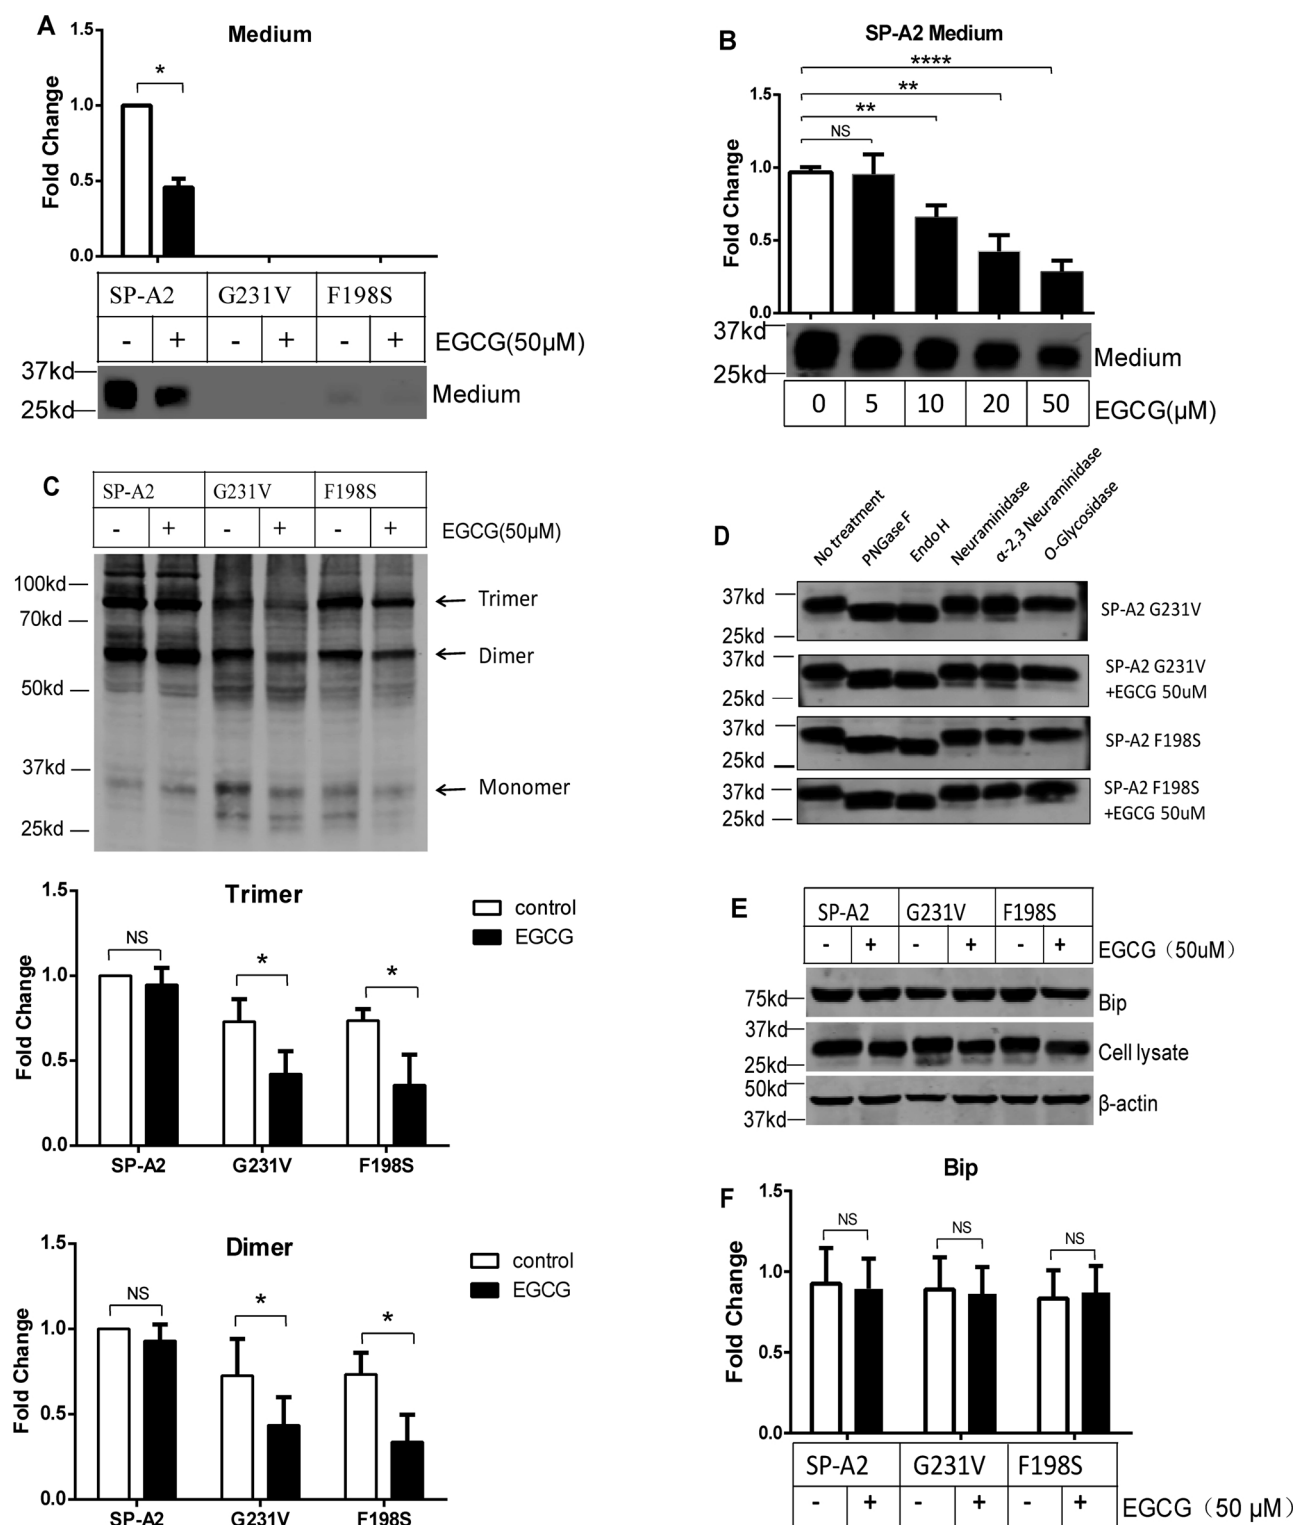 A
Medium
Fold Change
1.5
1.0
0.5
0.0
*
SP-A2 G231V F198S
- + - + - + EGCG(50μM)
37kd
25kd
Medium
B
SP-A2 Medium
Fold Change
1.5
1.0
0.5
0.0
****
**
**
NS
37kd
25kd
Medium
0 5 10 20 50 EGCG(μM)
C
SP-A2 G231V F198S
- + - + - + EGCG(50μM)
100kd
70kd
50kd
37kd
25kd
Trimer
Dimer
Monomer
Trimer
control
EGCG
Fold Change
1.5
1.0
0.5
0.0
NS
*
*
SP-A2 G231V F198S
Dimer
control
EGCG
Fold Change
1.5
1.0
0.5
0.0
NS
*
*
SP-A2 G231V F198S
D
No treatment
PNGase F
Endo H
Neuraminidase
α-2,3 Neuraminidase
O-Glycosidase
37kd
25kd
SP-A2 G231V
37kd
25kd
SP-A2 G231V
+EGCG 50uM
37kd
25kd
SP-A2 F198S
37kd
25kd
SP-A2 F198S
+EGCG 50uM
E
SP-A2 G231V F198S
- + - + - + EGCG（50uM）
75kd
Bip
37kd
25kd
Cell lysate
50kd
37kd
β-actin
F
Bip
Fold Change
1.5
1.0
0.5
0.0
NS
NS
NS
SP-A2 G231V F198S
- + - + - + EGCG（50 μM）